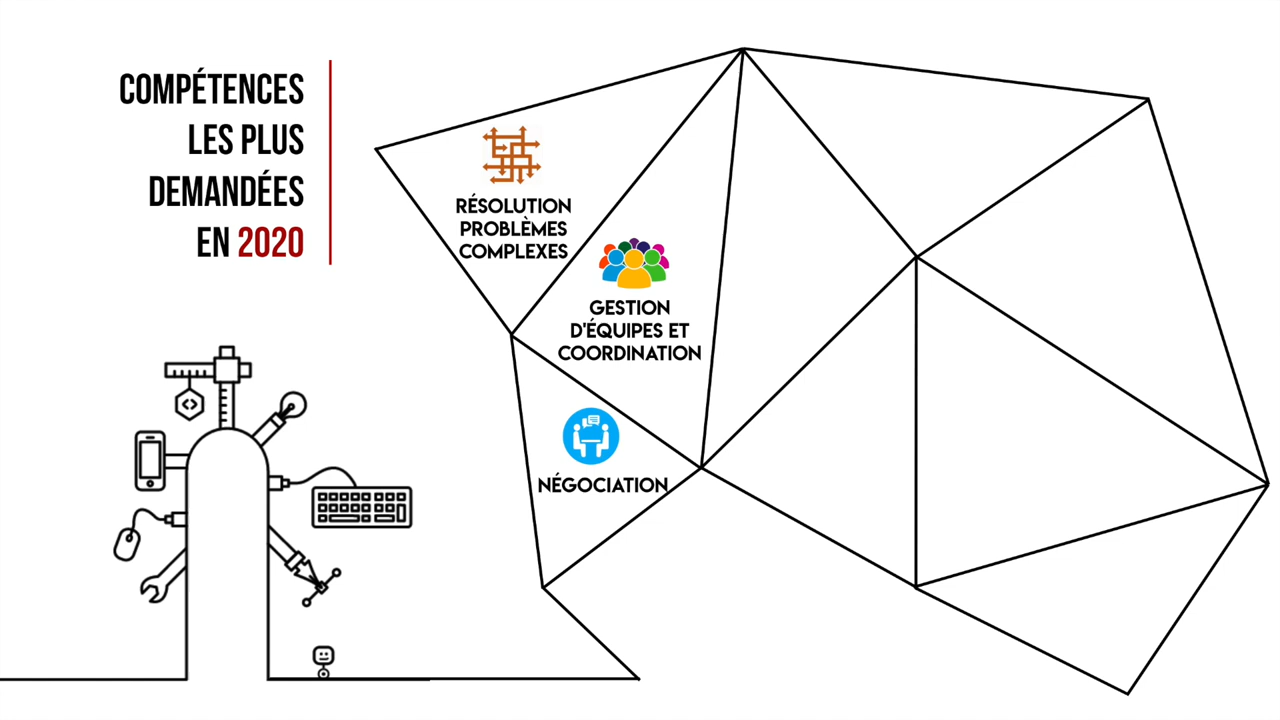 COMPÉTENCES
LES PLUS
DEMANDÉES
EN 2020
RÉSOLUTION
PROBLÈMES
COMPLEXES
GESTION
D'ÉQUIPES ET
COORDINATION
NÉGOCIATION